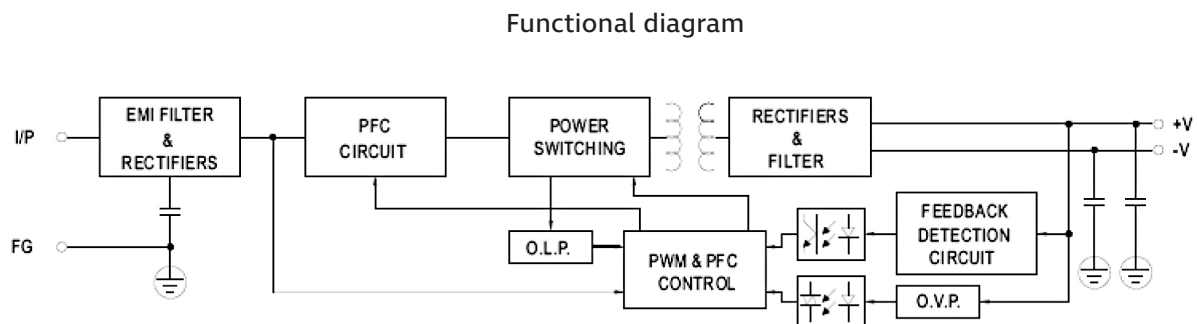 Functional diagram
I/P
EMI FILTER
&
RECTIFIERS
PFC
CIRCUIT
POWER
SWITCHING
RECTIFIERS
&
FILTER
+V
-V
FG
O.L.P.
PWM & PFC
CONTROL
FEEDBACK
DETECTION
CIRCUIT
O.V.P.